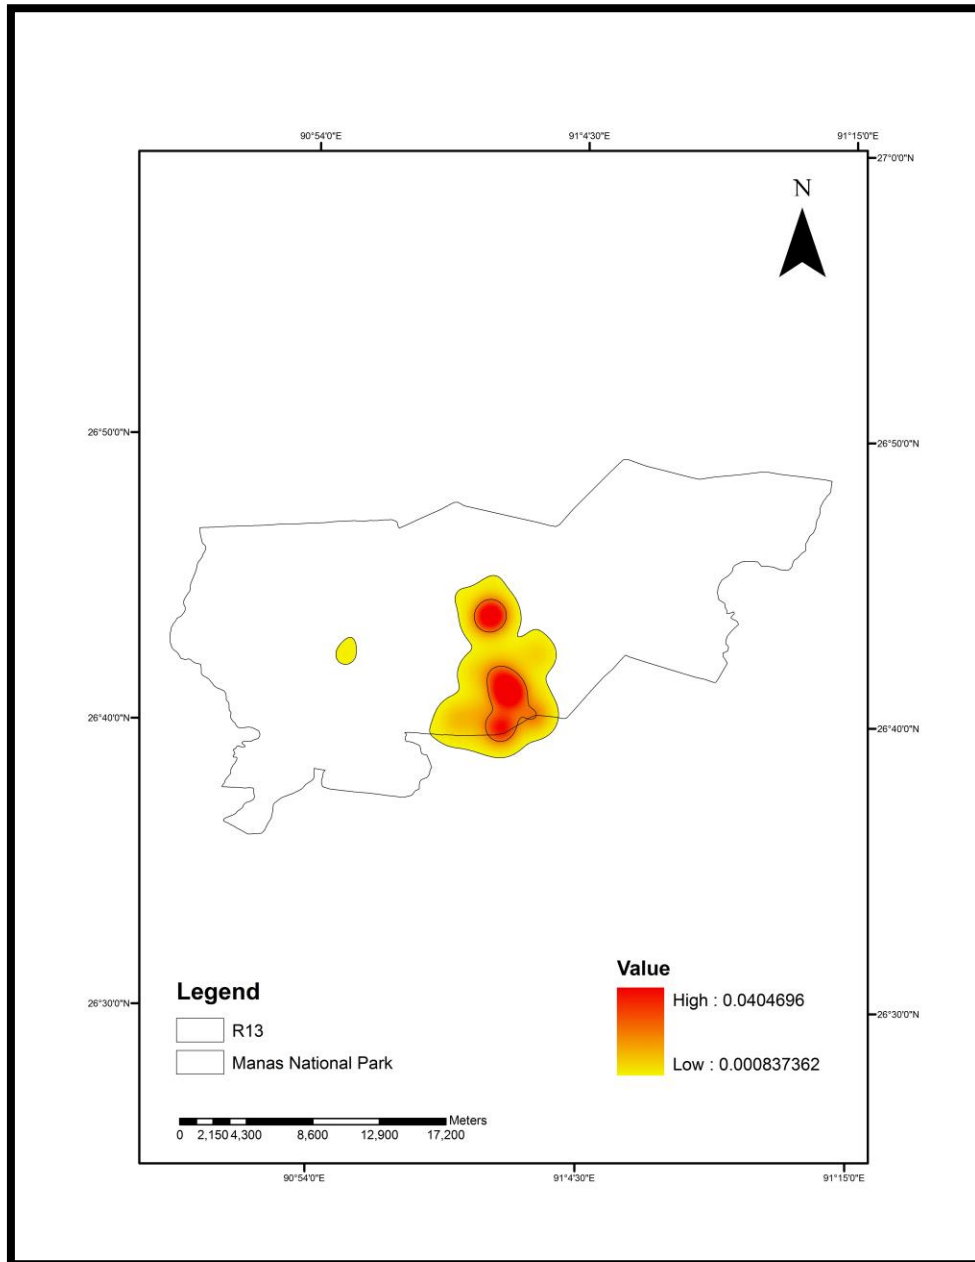 90°54'0"E 91°4'30"E 91°15'0"E
27°0'0"N
N
26°50'0"N
26°50'0"N
26°40'0"N
26°40'0"N
Value
High : 0.0404696
Low : 0.000837362
Legend
R13
Manas National Park
26°30'0"N
26°30'0"N
Meters
0 2,150 4,300 8,600 12,900 17,200
90°54'0"E 91°4'30"E 91°15'0"E